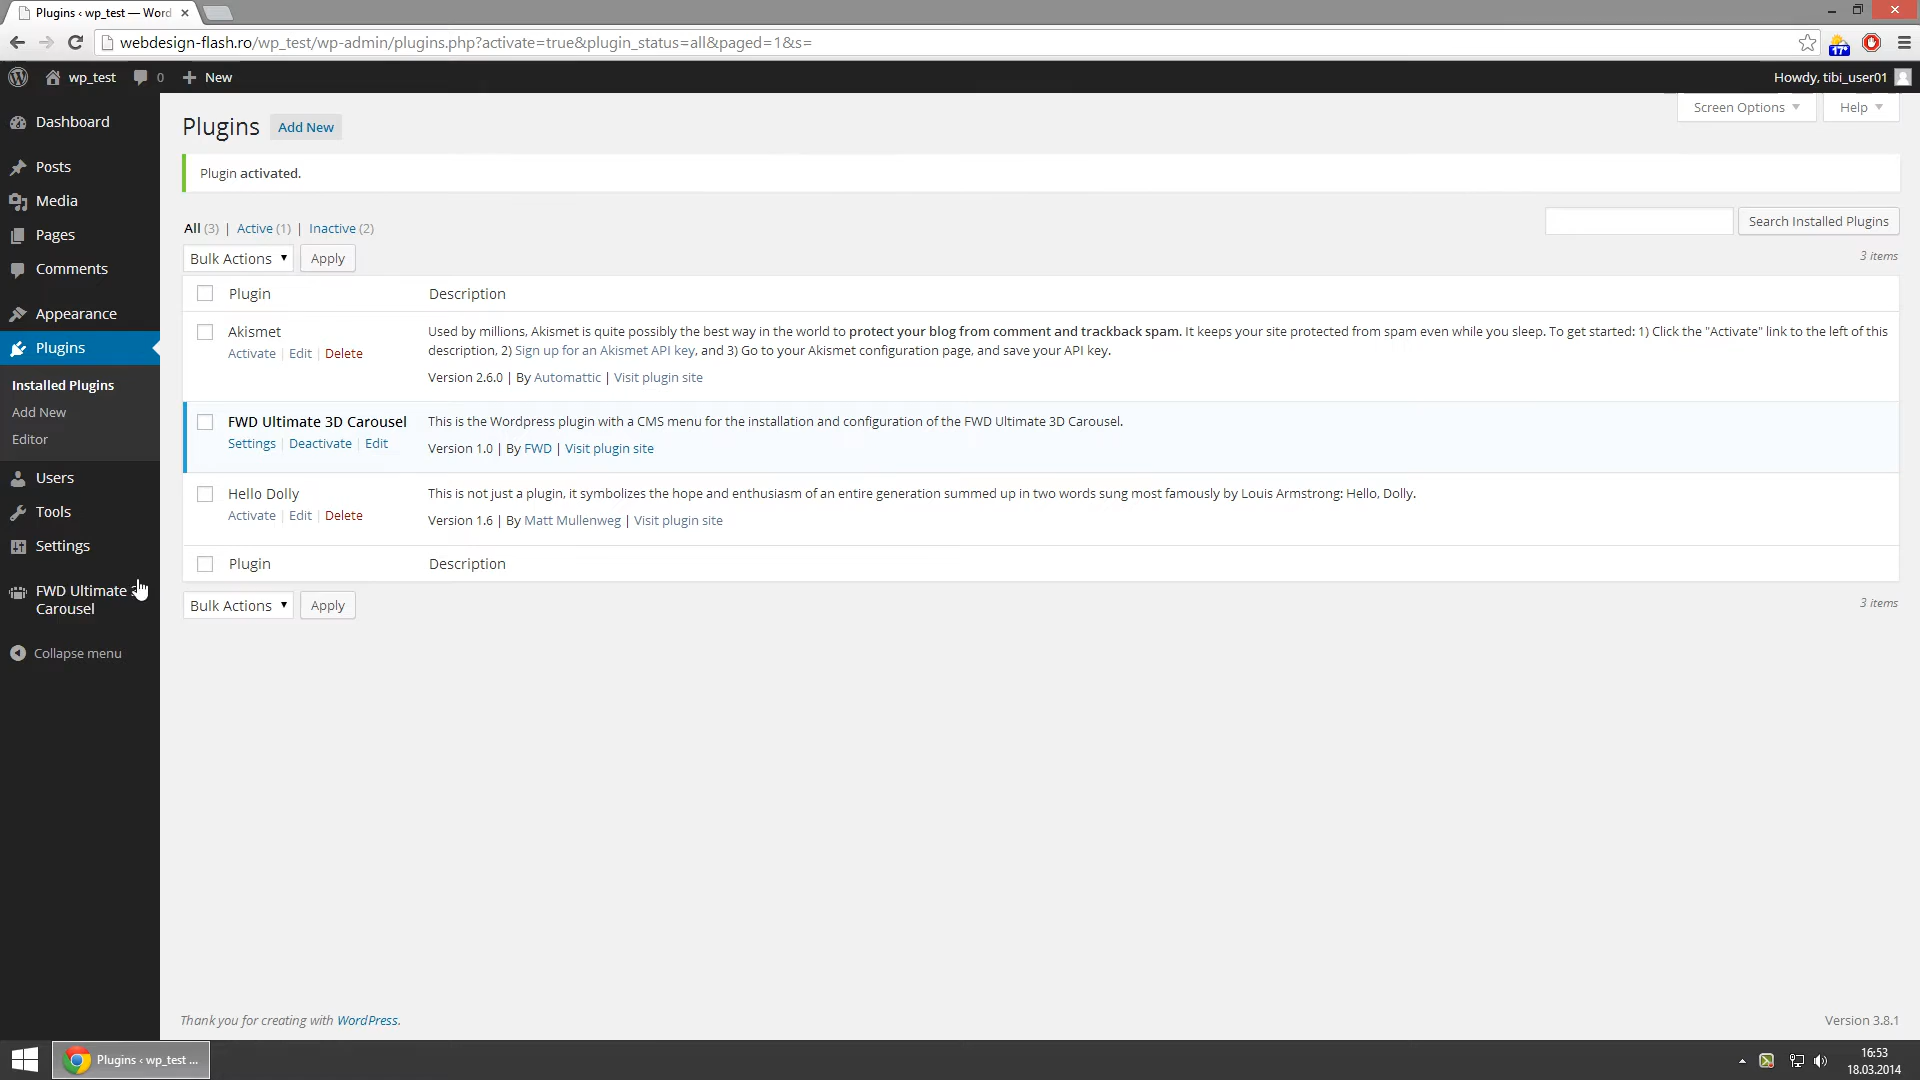 Plugins ‹ wp_test — Word
webdesign-flash.ro/wp_test/wp-admin/plugins.php?activate=true&plugin_status=all&paged=1&s=
17°
wp_test 0 New
Howdy, tibi_user01
Screen Options Help
Dashboard
Posts
Media
Pages
Comments
Appearance
Plugins
Installed Plugins
Add New
Editor
Users
Tools
Settings
FWD Ultimate
Carousel
Collapse menu
Plugins Add New
Plugin activated.
All (3) | Active (1) | Inactive (2)
Search Installed Plugins
Bulk Actions Apply
3 items
Plugin Description
Akismet
Activate | Edit | Delete
Used by millions, Akismet is quite possibly the best way in the world to protect your blog from comment and trackback spam. It keeps your site protected from spam even while you sleep. To get started: 1) Click the "Activate" link to the left of this
description, 2) Sign up for an Akismet API key, and 3) Go to your Akismet configuration page, and save your API key.
Version 2.6.0 | By Automattic | Visit plugin site
FWD Ultimate 3D Carousel
Settings | Deactivate | Edit
This is the Wordpress plugin with a CMS menu for the installation and configuration of the FWD Ultimate 3D Carousel.
Version 1.0 | By FWD | Visit plugin site
Hello Dolly
Activate | Edit | Delete
This is not just a plugin, it symbolizes the hope and enthusiasm of an entire generation summed up in two words sung most famously by Louis Armstrong: Hello, Dolly.
Version 1.6 | By Matt Mullenweg | Visit plugin site
Plugin Description
Bulk Actions Apply
3 items
Thank you for creating with WordPress.
Version 3.8.1
Plugins ‹ wp_test ...
16:53
18.03.2014